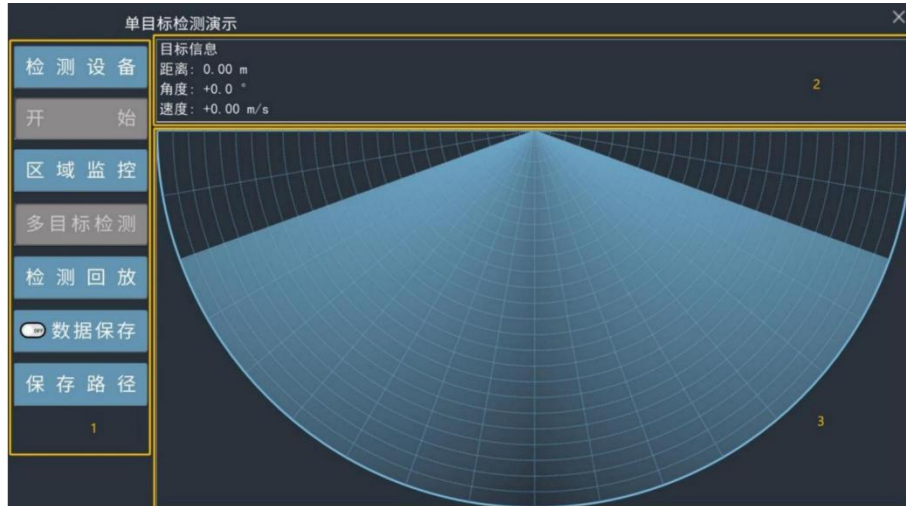 单目标检测演示
检测设备
开始
区域监控
多目标检测
检测回放
OFF 数据保存
保存路径
1
目标信息
距离: 0.00 m
角度: +0.0 °
速度: +0.00 m/s
2
3